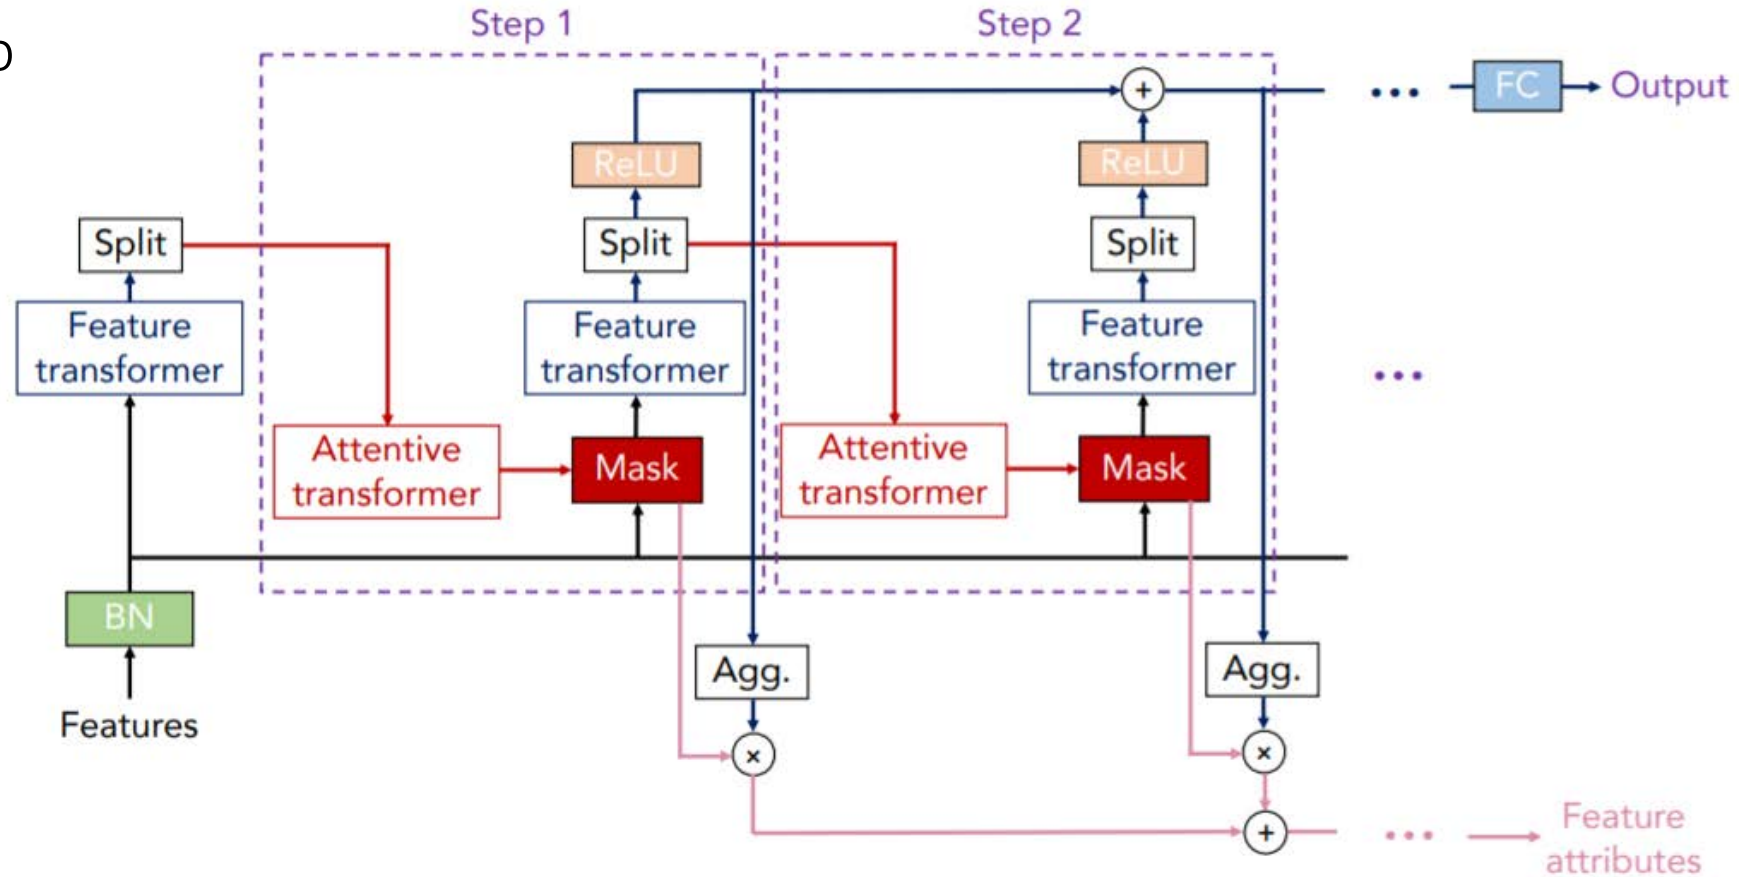 Step 1
Step 2
FC
Output
ReLU
ReLU
Split
Split
Split
Feature
transformer
Feature
transformer
Feature
transformer
Attentive
transformer
Mask
Attentive
transformer
Mask
BN
Agg.
Agg.
Features
Feature
attributes